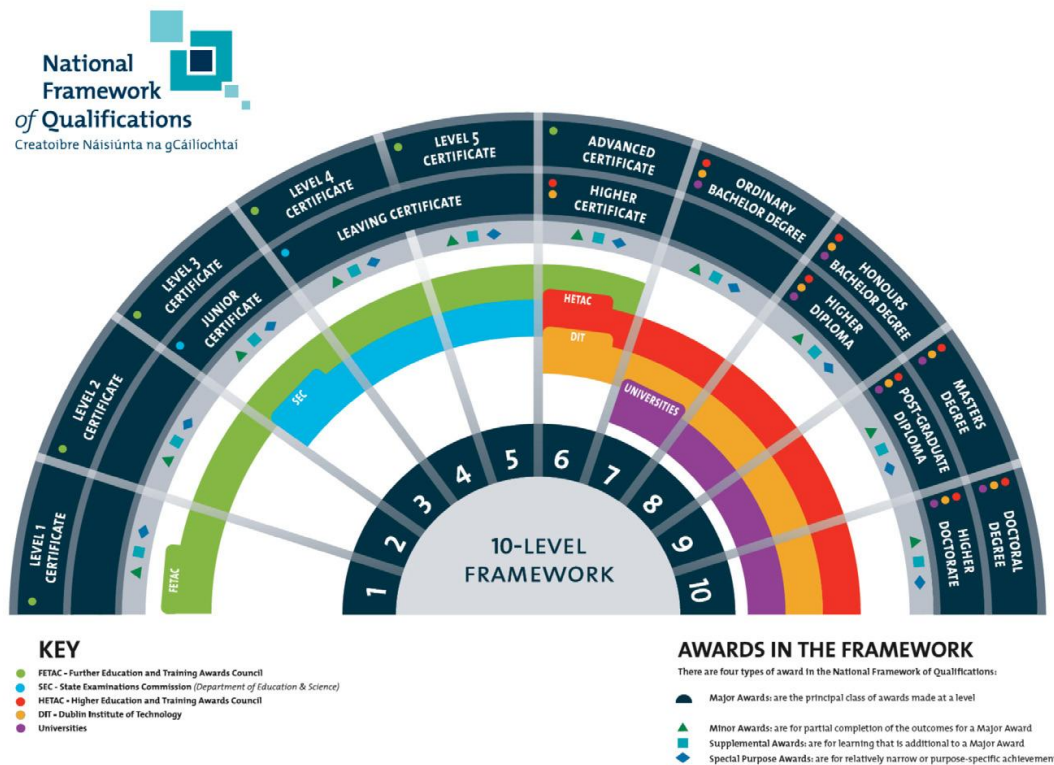 National
Framework
of Qualifications
Creatoibre Náisiúnta na gCáilíochtaí
LEVEL 1
CERTIFICATE
LEVEL 2
CERTIFICATE
LEVEL 3
CERTIFICATE
JUNIOR
CERTIFICATE
LEVEL 4
CERTIFICATE
LEVEL 5
CERTIFICATE
LEAVING CERTIFICATE
ADVANCED
CERTIFICATE
HIGHER
CERTIFICATE
ORDINARY
BACHELOR DEGREE
HONOURS
BACHELOR DEGREE
HIGHER
DIPLOMA
MASTERS
DEGREE
POST-GRADUATE
DIPLOMA
DOCTORAL
DEGREE
HIGHER
DOCTORATE
FETAC
SEC
HETAC
DIT
UNIVERSITIES
1
2
3
4
5
6
7
8
9
10
10-LEVEL
FRAMEWORK
KEY
FETAC - Further Education and Training Awards Council
SEC - State Examinations Commission (Department of Education & Science)
HETAC - Higher Education and Training Awards Council
DIT - Dublin Institute of Technology
Universities
AWARDS IN THE FRAMEWORK
There are four types of award in the National Framework of Qualifications:
Major Awards: are the principal class of awards made at a level
Minor Awards: are for partial completion of the outcomes for a Major Award
Supplemental Awards: are for learning that is additional to a Major Award
Special Purpose Awards: are for relatively narrow or purpose-specific achievemen